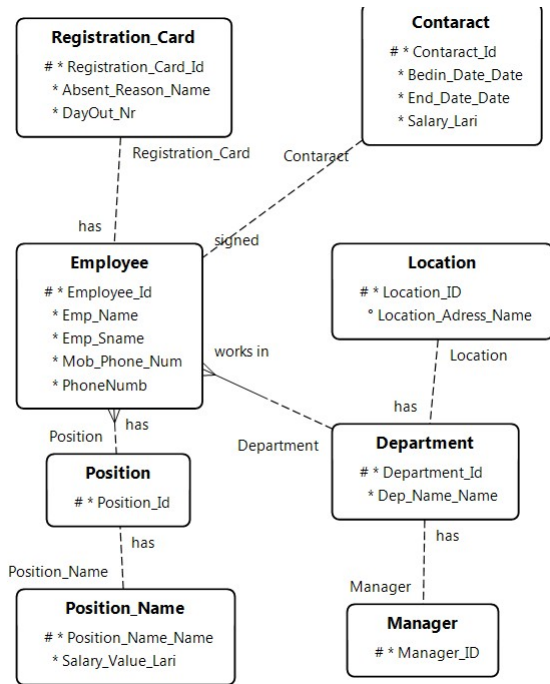 Registration_Card
# * Registration_Card_Id
* Absent_Reason_Name
* DayOut_Nr
Contaract
# * Contaract_Id
* Bedin_Date_Date
* End_Date_Date
* Salary_Lari
Registration_Card
Contaract
has
signed
Employee
# * Employee_Id
* Emp_Name
* Emp_Sname
* Mob_Phone_Num
* PhoneNumb
Location
# * Location_ID
° Location_Adress_Name
works in
Location
has
has
Position
Department
Position
# * Position_Id
Department
# * Department_Id
* Dep_Name_Name
has
has
Position_Name
Manager
Position_Name
# * Position_Name_Name
* Salary_Value_Lari
Manager
# * Manager_ID